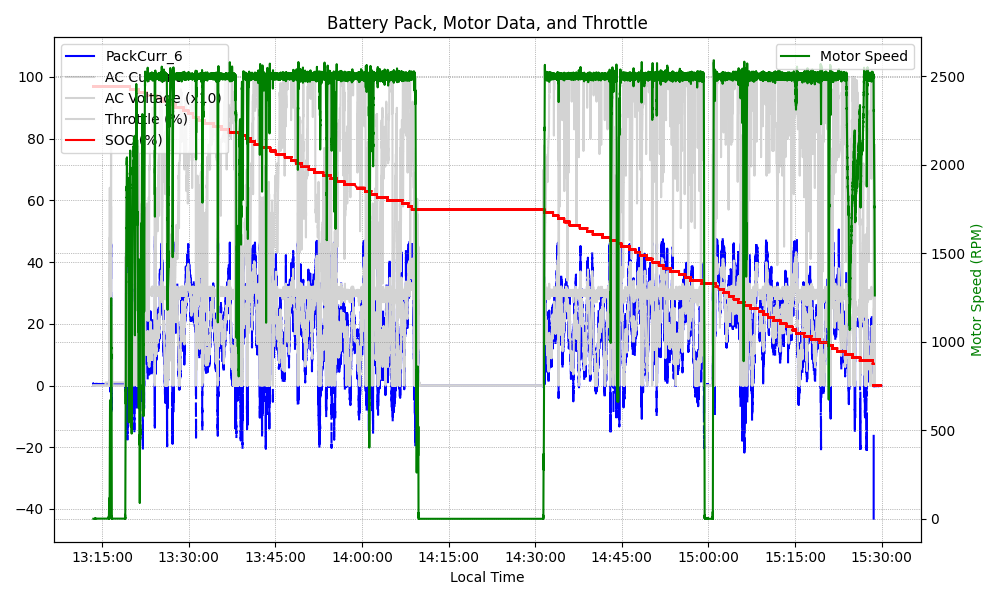 Battery Pack, Motor Data, and Throttle
PackCurr_6
AC Current
AC Voltage (x10)
Throttle (%)
SOC (%)
Motor Speed
100
80
60
40
20
0
−20
−40
2500
2000
1500
1000
500
0
Motor Speed (RPM)
13:15:00 13:30:00 13:45:00 14:00:00 14:15:00 14:30:00 14:45:00 15:00:00 15:15:00 15:30:00
Local Time